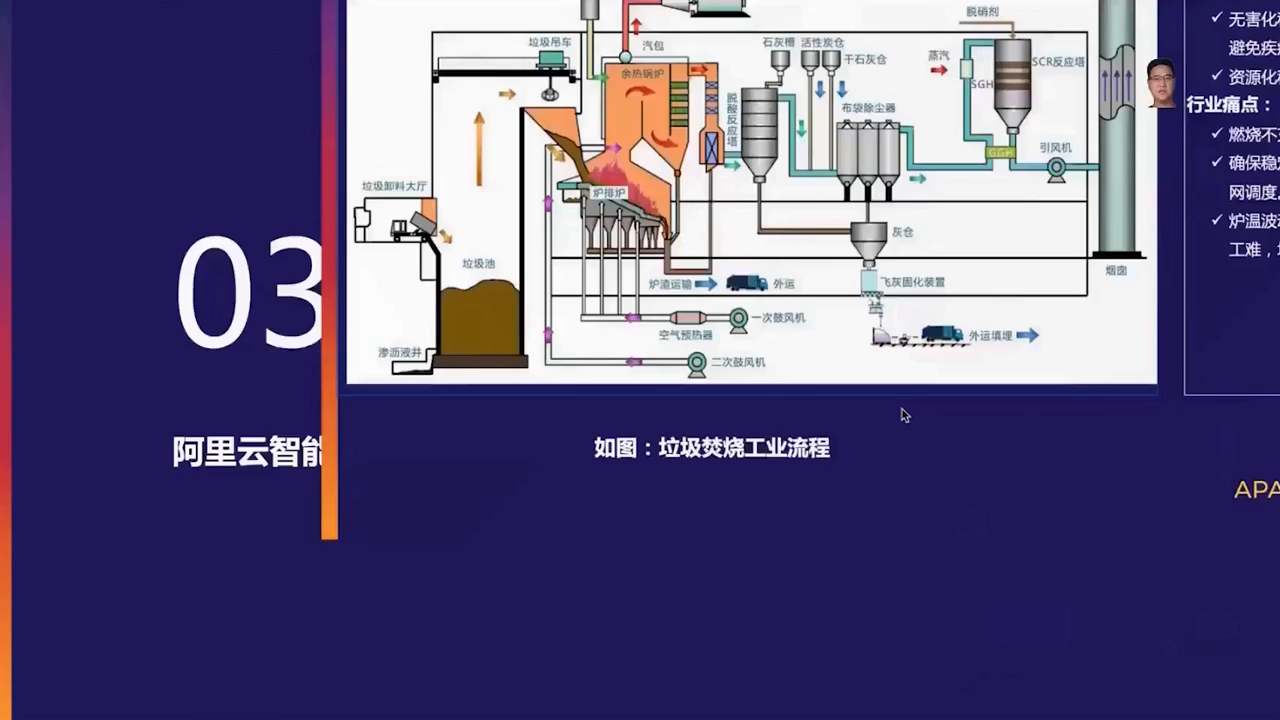 03
阿里云智能
垃圾吊车
汽包
余热锅炉
脱酸反应塔
石灰槽
活性炭仓
干石灰仓
布袋除尘器
脱硝剂
蒸汽
SGH
SCR反应塔
GGH
引风机
烟囱
垃圾卸料大厅
垃圾池
渗沥液井
炉排炉
炉渣运输
外运
灰仓
飞灰固化装置
外运填埋
空气预热器
一次鼓风机
二次鼓风机
如图：垃圾焚烧工业流程
✓ 无害化
避免疾
✓ 资源化
行业痛点：
✓ 燃烧不
✓ 确保稳
网调度
✓ 炉温波
工难，
APA